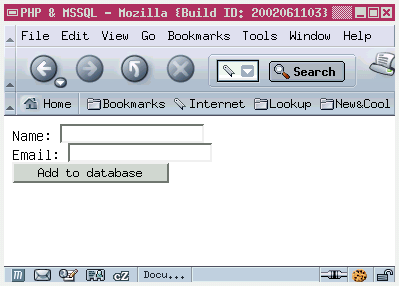 PHP & MSSQL - Mozilla {Build ID: 2002061103}
File Edit View Go Bookmarks Tools Window Help
Search
Home Bookmarks Internet Lookup New&Cool
Name:
Email:
Add to database
Docu...